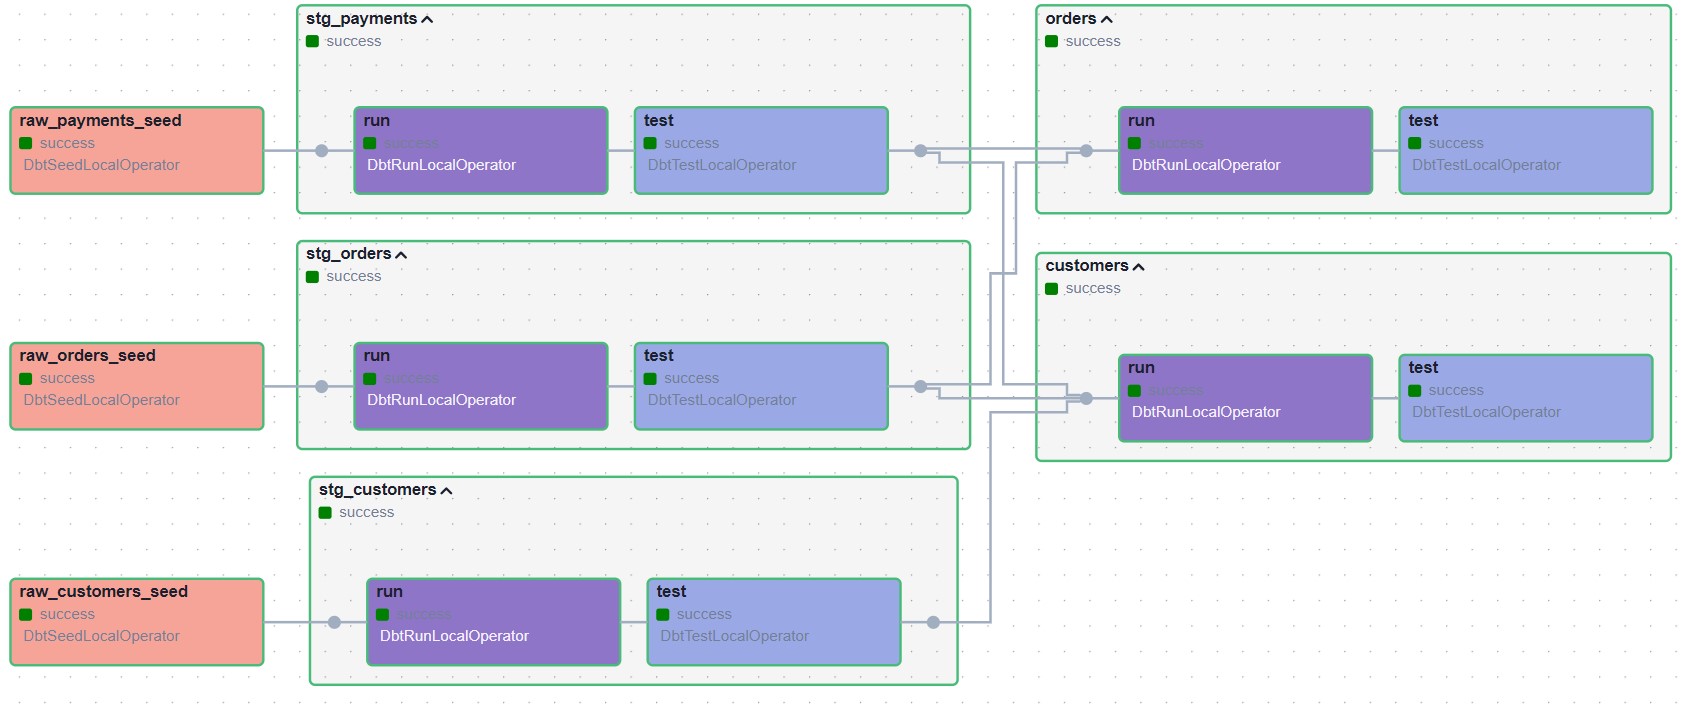 stg_payments
success
orders
success
raw_payments_seed
success
DbtSeedLocalOperator
run
success
DbtRunLocalOperator
test
success
DbtTestLocalOperator
run
success
DbtRunLocalOperator
test
success
DbtTestLocalOperator
stg_orders
success
customers
success
raw_orders_seed
success
DbtSeedLocalOperator
run
success
DbtRunLocalOperator
test
success
DbtTestLocalOperator
run
success
DbtRunLocalOperator
test
success
DbtTestLocalOperator
stg_customers
success
raw_customers_seed
success
DbtSeedLocalOperator
run
success
DbtRunLocalOperator
test
success
DbtTestLocalOperator